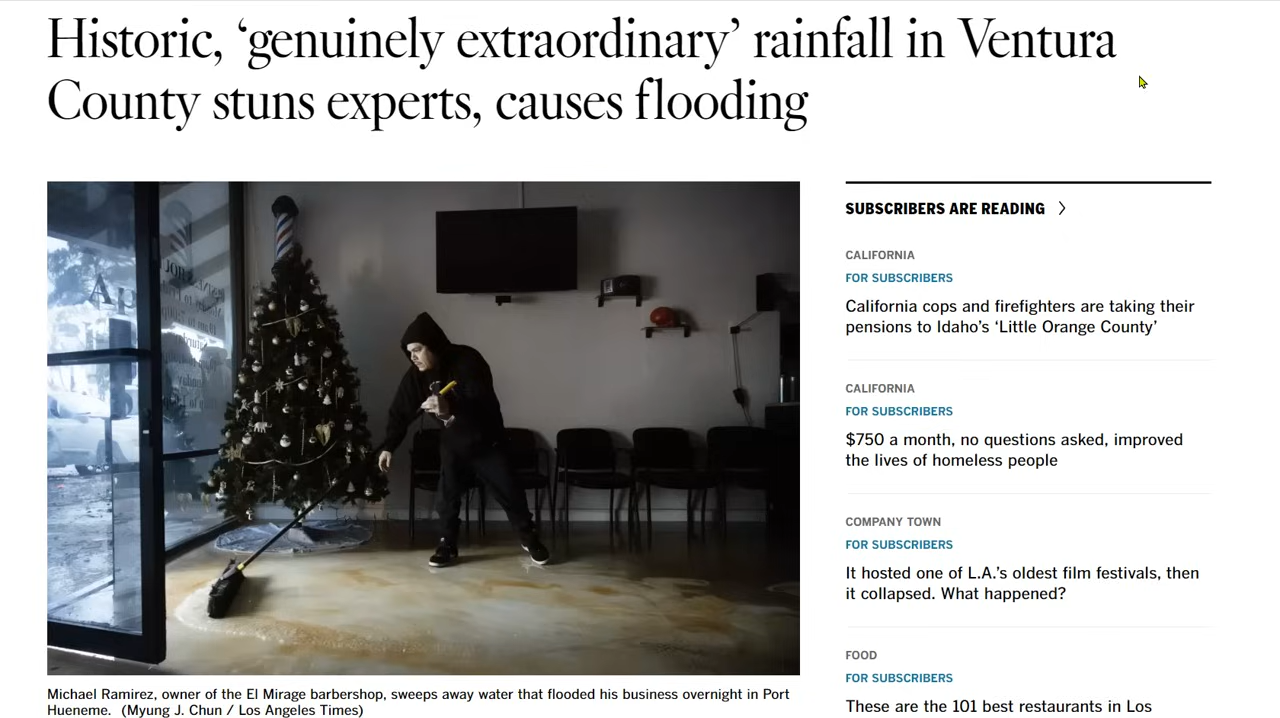 Historic, ‘genuinely extraordinary’ rainfall in Ventura
County stuns experts, causes flooding
SUBSCRIBERS ARE READING
CALIFORNIA
FOR SUBSCRIBERS
California cops and firefighters are taking their
pensions to Idaho’s ‘Little Orange County’
CALIFORNIA
FOR SUBSCRIBERS
$750 a month, no questions asked, improved
the lives of homeless people
COMPANY TOWN
FOR SUBSCRIBERS
It hosted one of L.A.’s oldest film festivals, then
it collapsed. What happened?
FOOD
FOR SUBSCRIBERS
These are the 101 best restaurants in Los
Michael Ramirez, owner of the El Mirage barbershop, sweeps away water that flooded his business overnight in Port
Hueneme. (Myung J. Chun / Los Angeles Times)